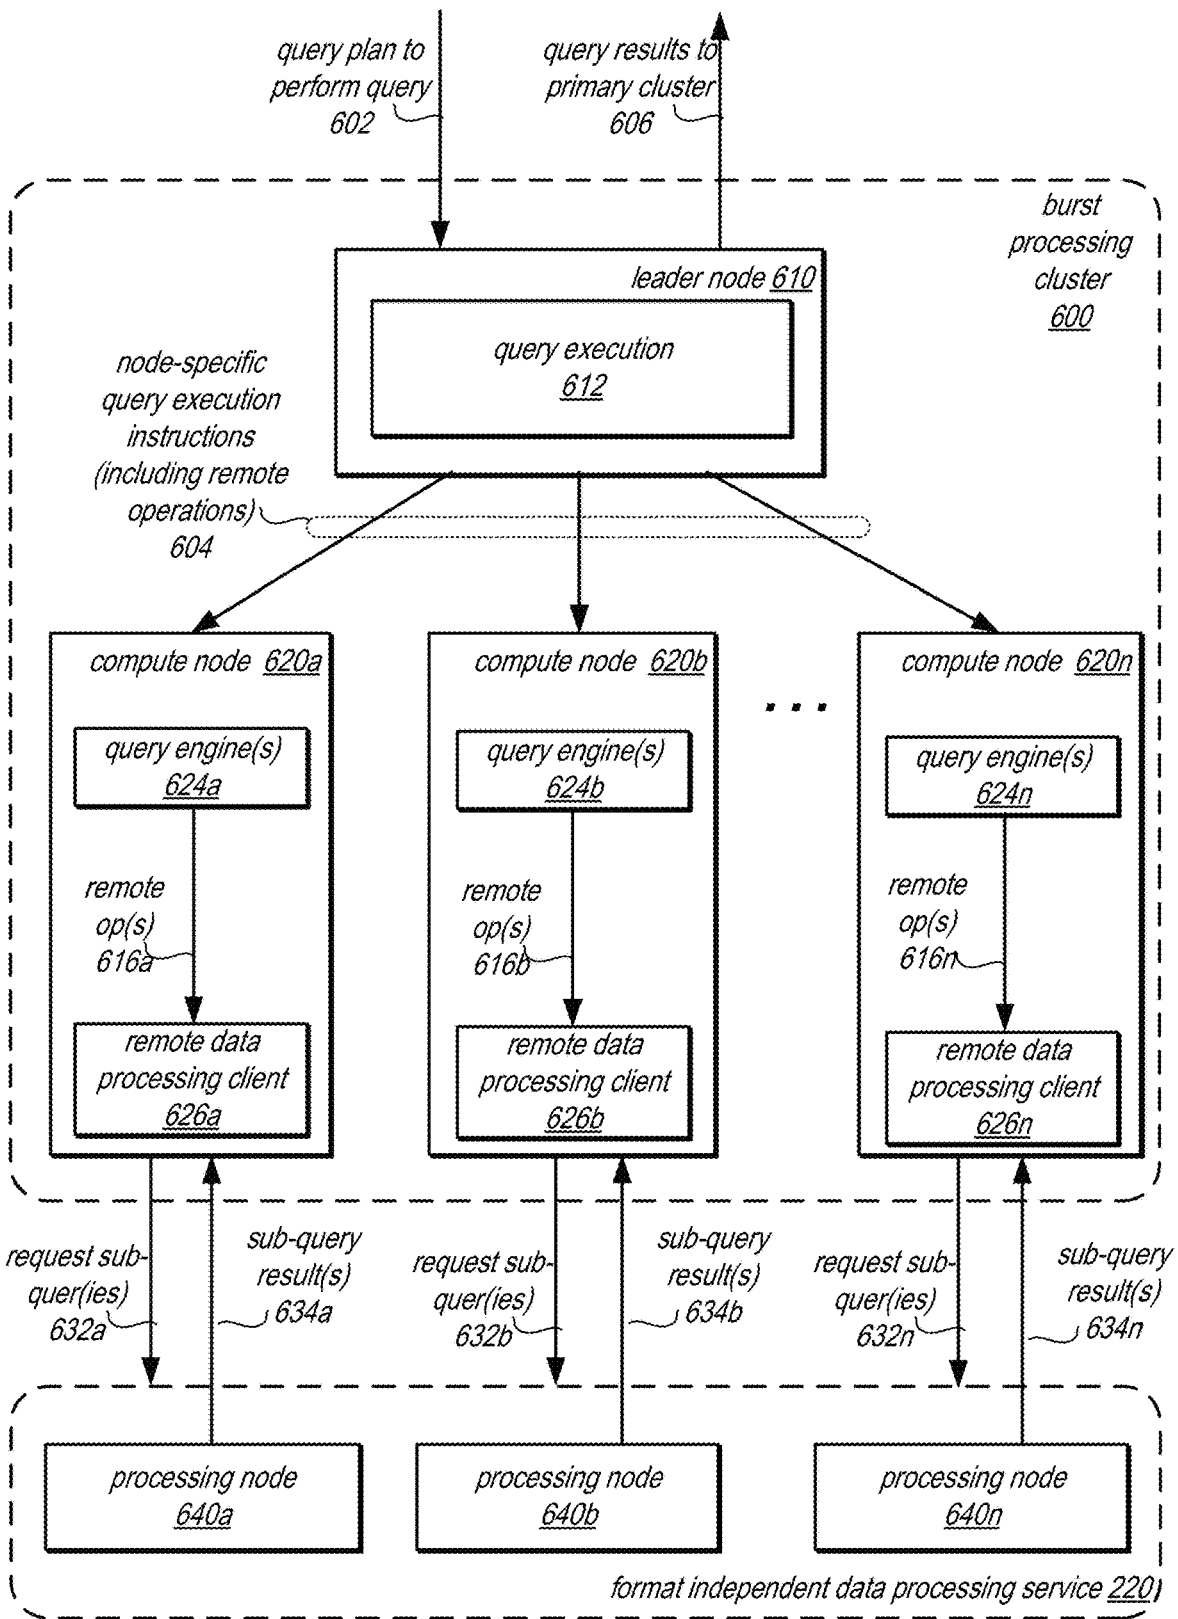 query plan to
perform query
602
query results to
primary cluster
606
burst
processing
cluster
600
leader node 610
query execution
612
node-specific
query execution
instructions
(including remote
operations)
604
compute node 620a
query engine(s)
624a
remote
op(s)
616a
remote data
processing client
626a
compute node 620b
query engine(s)
624b
remote
op(s)
616b
remote data
processing client
626b
. . .
compute node 620n
query engine(s)
624n
remote
op(s)
616n
remote data
processing client
626n
request sub-
quer(ies)
632a
sub-query
result(s)
634a
request sub-
quer(ies)
632b
sub-query
result(s)
634b
request sub-
quer(ies)
632n
sub-query
result(s)
634n
processing node
640a
processing node
640b
processing node
640n
format independent data processing service 220